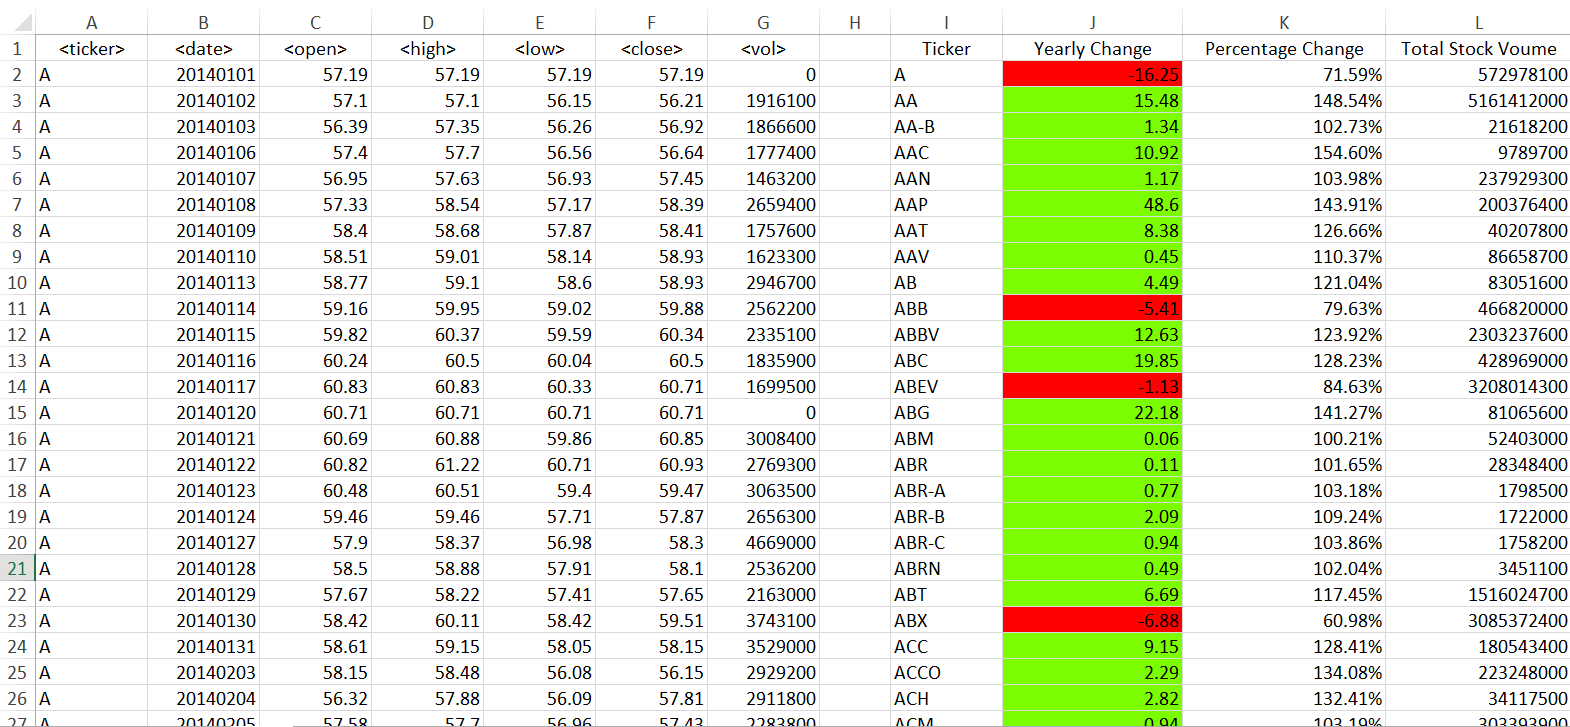 A B C D E F G H I J K L
1 <ticker> <date> <open> <high> <low> <close> <vol> Ticker Yearly Change Percentage Change Total Stock Voume
2 A 20140101 57.19 57.19 57.19 57.19 0 A -16.25 71.59% 572978100
3 A 20140102 57.1 57.1 56.15 56.21 1916100 AA 15.48 148.54% 5161412000
4 A 20140103 56.39 57.35 56.26 56.92 1866600 AA-B 1.34 102.73% 21618200
5 A 20140106 57.4 57.7 56.56 56.64 1777400 AAC 10.92 154.60% 9789700
6 A 20140107 56.95 57.63 56.93 57.45 1463200 AAN 1.17 103.98% 237929300
7 A 20140108 57.33 58.54 57.17 58.39 2659400 AAP 48.6 143.91% 200376400
8 A 20140109 58.4 58.68 57.87 58.41 1757600 AAT 8.38 126.66% 40207800
9 A 20140110 58.51 59.01 58.14 58.93 1623300 AAV 0.45 110.37% 86658700
10 A 20140113 58.77 59.1 58.6 58.93 2946700 AB 4.49 121.04% 83051600
11 A 20140114 59.16 59.95 59.02 59.88 2562200 ABB -5.41 79.63% 466820000
12 A 20140115 59.82 60.37 59.59 60.34 2335100 ABBV 12.63 123.92% 2303237600
13 A 20140116 60.24 60.5 60.04 60.5 1835900 ABC 19.85 128.23% 428969000
14 A 20140117 60.83 60.83 60.33 60.71 1699500 ABEV -1.13 84.63% 3208014300
15 A 20140120 60.71 60.71 60.71 60.71 0 ABG 22.18 141.27% 81065600
16 A 20140121 60.69 60.88 59.86 60.85 3008400 ABM 0.06 100.21% 52403000
17 A 20140122 60.82 61.22 60.71 60.93 2769300 ABR 0.11 101.65% 28348400
18 A 20140123 60.48 60.51 59.4 59.47 3063500 ABR-A 0.77 103.18% 1798500
19 A 20140124 59.46 59.46 57.71 57.87 2656300 ABR-B 2.09 109.24% 1722000
20 A 20140127 57.9 58.37 56.98 58.3 4669000 ABR-C 0.94 103.86% 1758200
21 A 20140128 58.5 58.88 57.91 58.1 2536200 ABRN 0.49 102.04% 3451100
22 A 20140129 57.67 58.22 57.41 57.65 2163000 ABT 6.69 117.45% 1516024700
23 A 20140130 58.42 60.11 58.42 59.51 3743100 ABX -6.88 60.98% 3085372400
24 A 20140131 58.61 59.15 58.05 58.15 3529000 ACC 9.15 128.41% 180543400
25 A 20140203 58.15 58.48 56.08 56.15 2929200 ACCO 2.29 134.08% 223248000
26 A 20140204 56.32 57.88 56.09 57.81 2911800 ACH 2.82 132.41% 34117500
27 A 20140205 57.58 57.7 56.96 57.43 2283800 ACM 0.94 103.19% 303393900